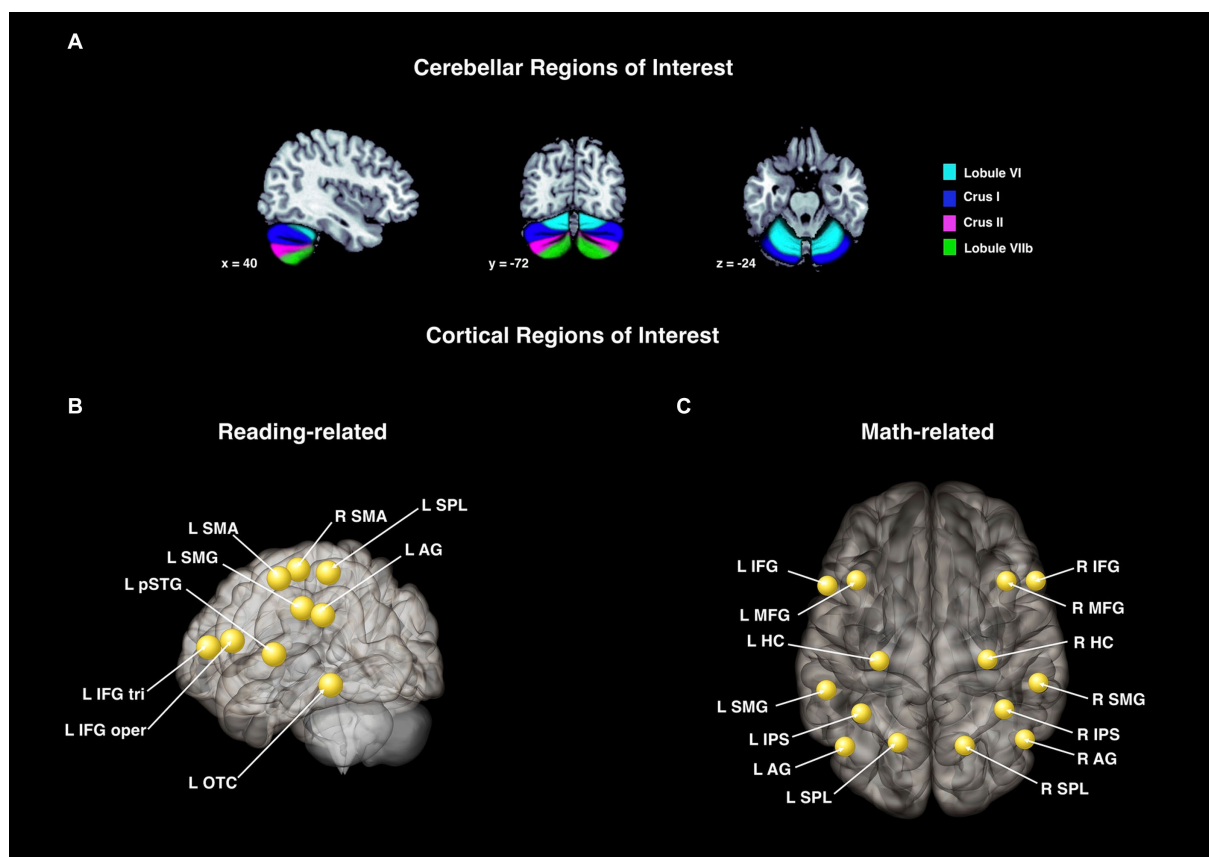 A
Cerebellar Regions of Interest
x = 40
y = -72
z = -24
Lobule VI
Crus I
Crus II
Lobule VIIb
Cortical Regions of Interest
B
Reading-related
L SMA
R SMA
L SPL
L SMG
L AG
L pSTG
L IFG tri
L IFG oper
L OTC
C
Math-related
L IFG
R IFG
L MFG
R MFG
L HC
R HC
L SMG
R SMG
L IPS
R IPS
L AG
R AG
L SPL
R SPL